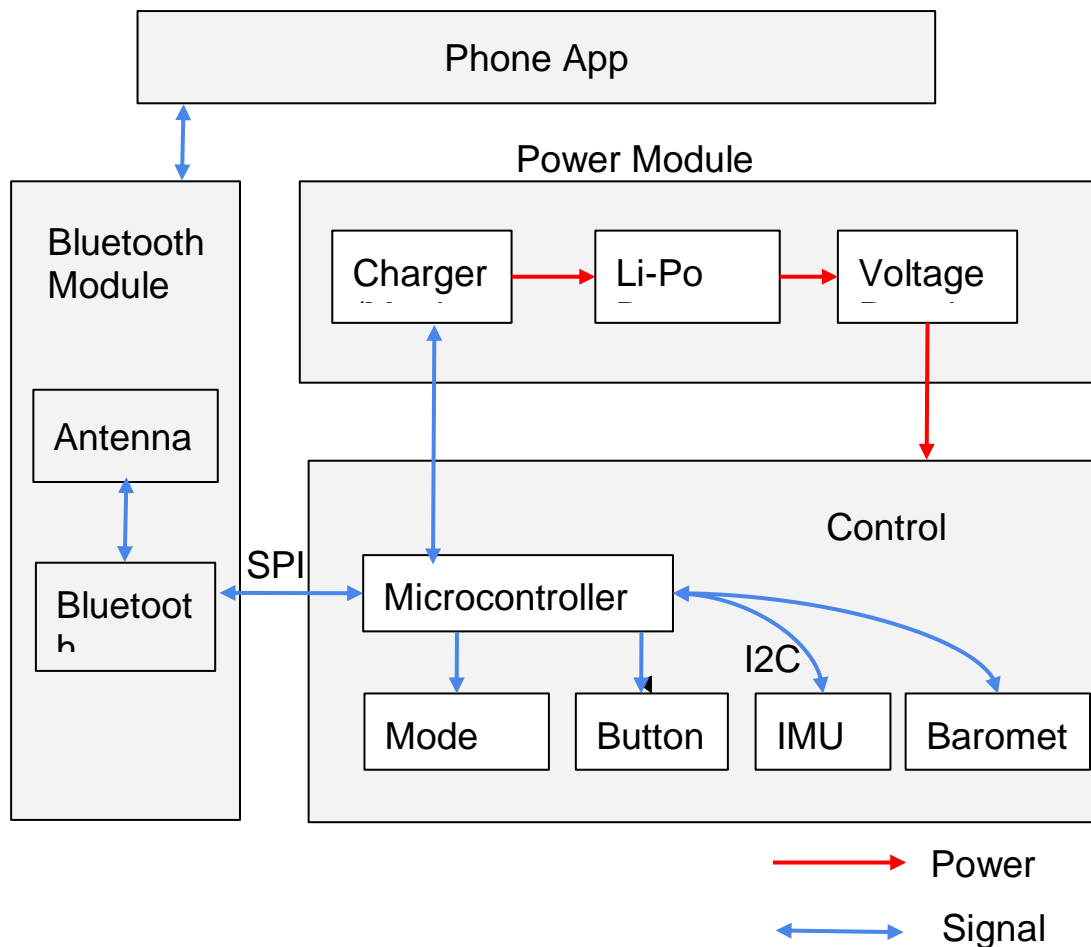 Phone App
Power Module
Bluetooth
Module
Charger
Li-Po
Voltage
Antenna
Control
SPI
Bluetoot
h
Microcontroller
I2C
Mode
Button
IMU
Baromet
Power
Signal